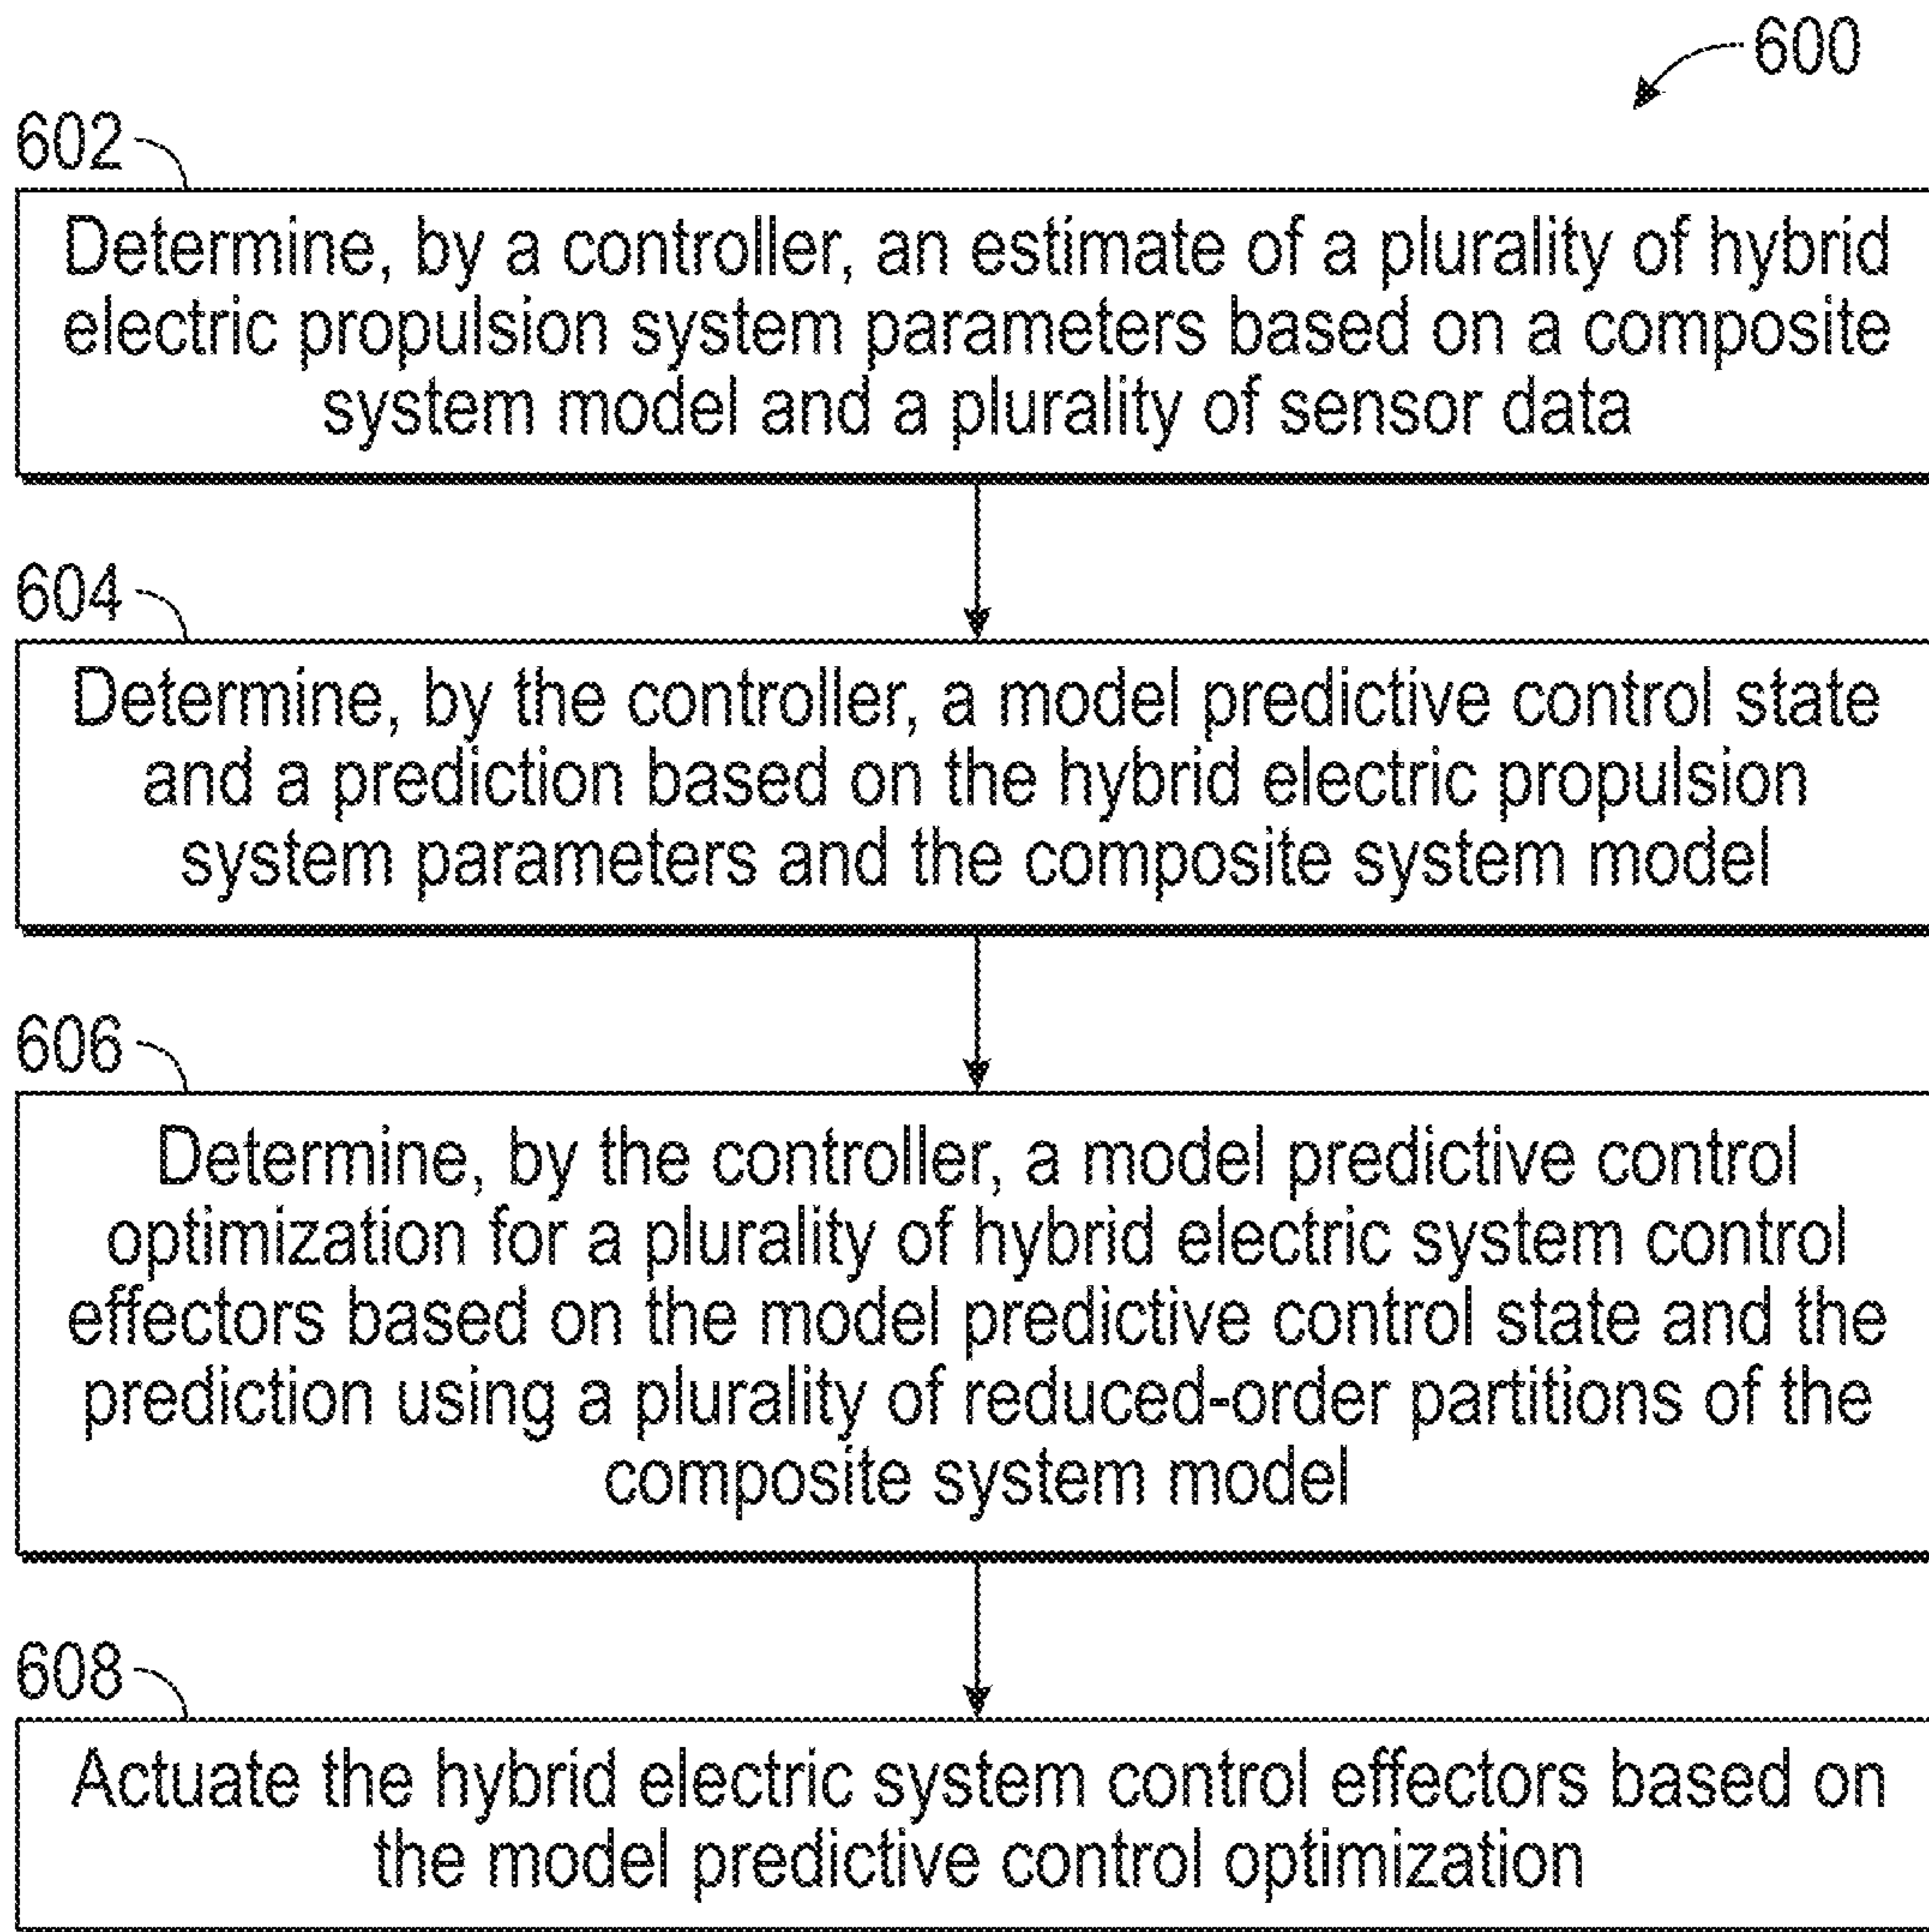 600
602
Determine, by a controller, an estimate of a plurality of hybrid
electric propulsion system parameters based on a composite
system model and a plurality of sensor data
604
Determine, by the controller, a model predictive control state
and a prediction based on the hybrid electric propulsion
system parameters and the composite system model
606
Determine, by the controller, a model predictive control
optimization for a plurality of hybrid electric system control
effectors based on the model predictive control state and the
prediction using a plurality of reduced-order partitions of the
composite system model
608
Actuate the hybrid electric system control effectors based on
the model predictive control optimization